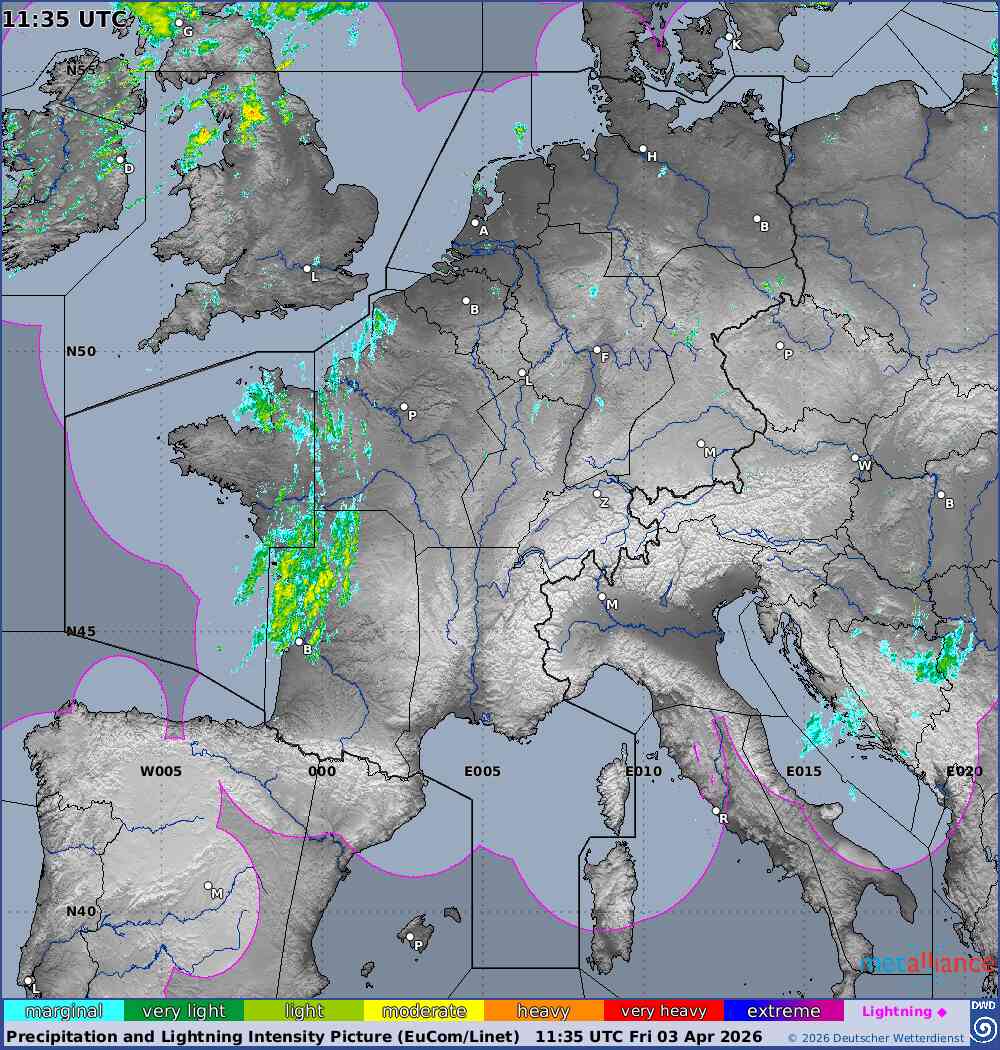 11:35 UTC
G
K
N55
D
H
A
B
L
B
N50
F
P
L
P
M
W
Z
B
M
N45
B
W005
000
E005
E010
E015
E020
R
M
N40
P
L
metalliance
marginal very light light moderate heavy very heavy extreme Lightning ◆
DWD
Precipitation and Lightning Intensity Picture (EuCom/Linet) 11:35 UTC Fri 03 Apr 2026 © 2026 Deutscher Wetterdienst